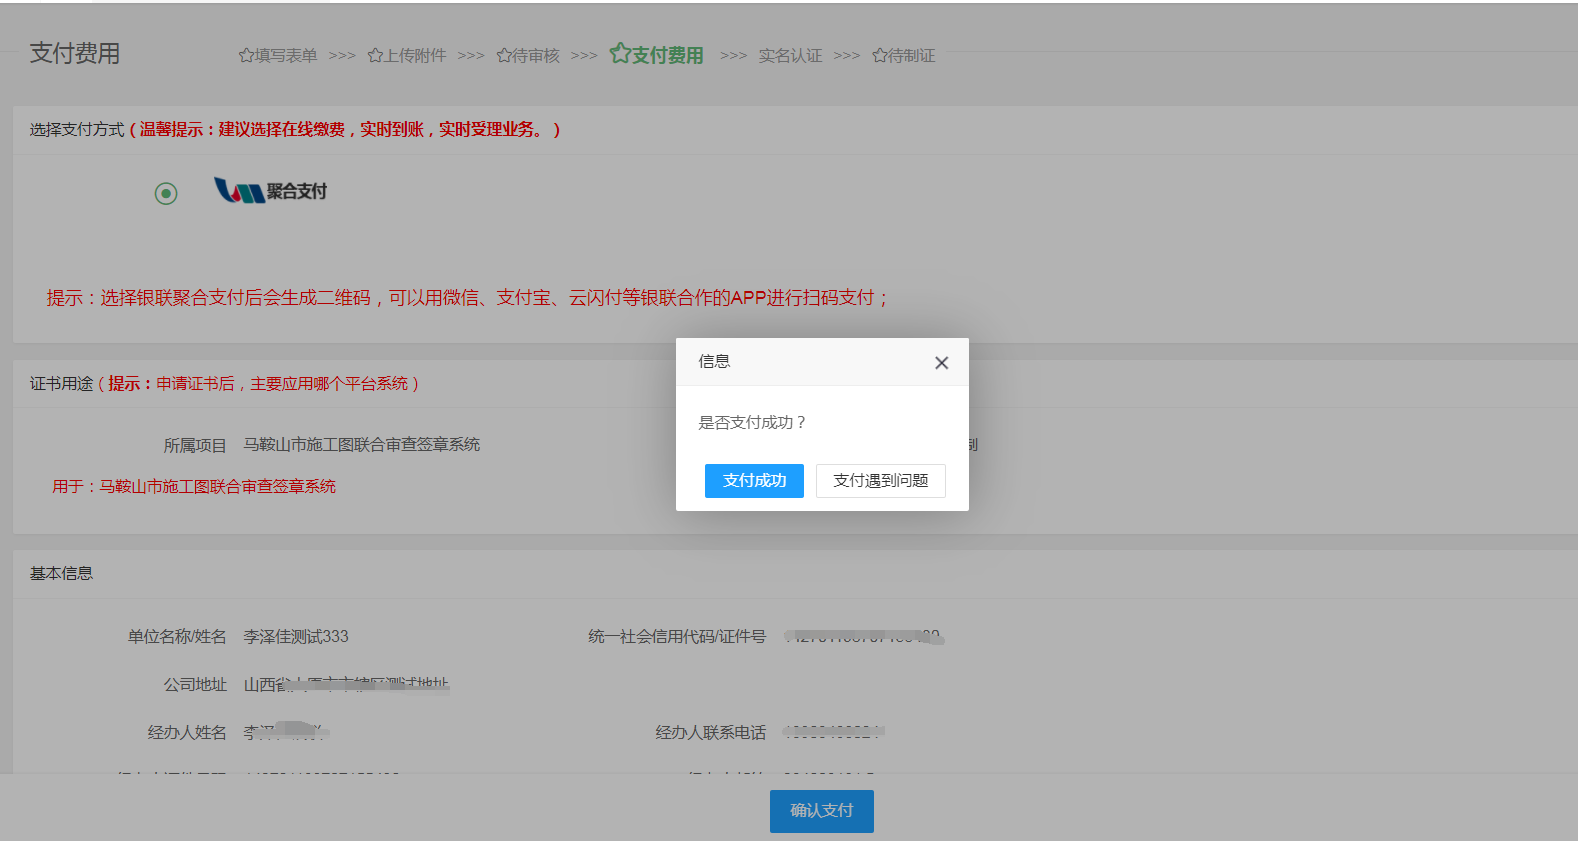 支付费用
填写表单 >>> 上传附件 >>> 待审核 >>> 支付费用 >>> 实名认证 >>> 待制证
选择支付方式(温馨提示:建议选择在线缴费,实时到账,实时受理业务。)
聚合支付
提示:选择银联聚合支付后会生成二维码,可以用微信、支付宝、云闪付等银联合作的APP进行扫码支付;
信息
是否支付成功?
支付成功 支付遇到问题
证书用途(提示:申请证书后,主要应用哪个平台系统)
所属项目 马鞍山市施工图联合审查签章系统 制
用于:马鞍山市施工图联合审查签章系统
基本信息
单位名称/姓名 李泽佳测试333 统一社会信用代码/证件号
公司地址 山西省
经办人姓名 李 经办人联系电话
确认支付